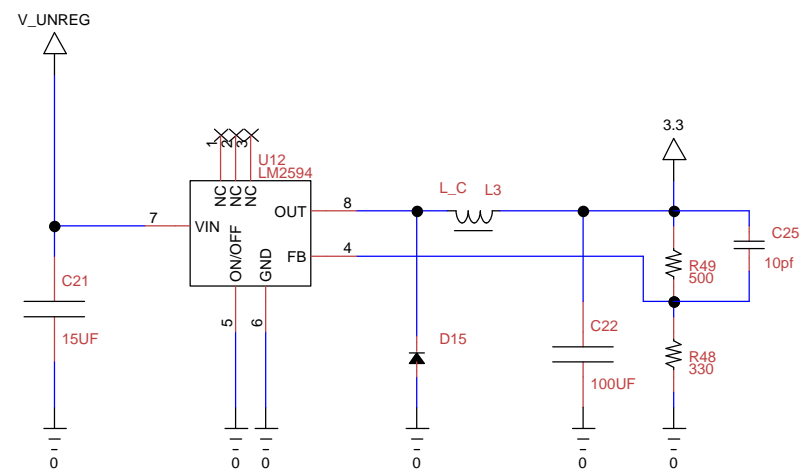 V_UNREG
3.3
1
2
3
U12
LM2594
NC
NC
NC
L_C
L3
7
VIN
OUT
8
ON/OFF
GND
FB
4
C25
10pf
R49
500
C21
15UF
5
6
D15
C22
100UF
R48
330
0
0
0
0
0
0